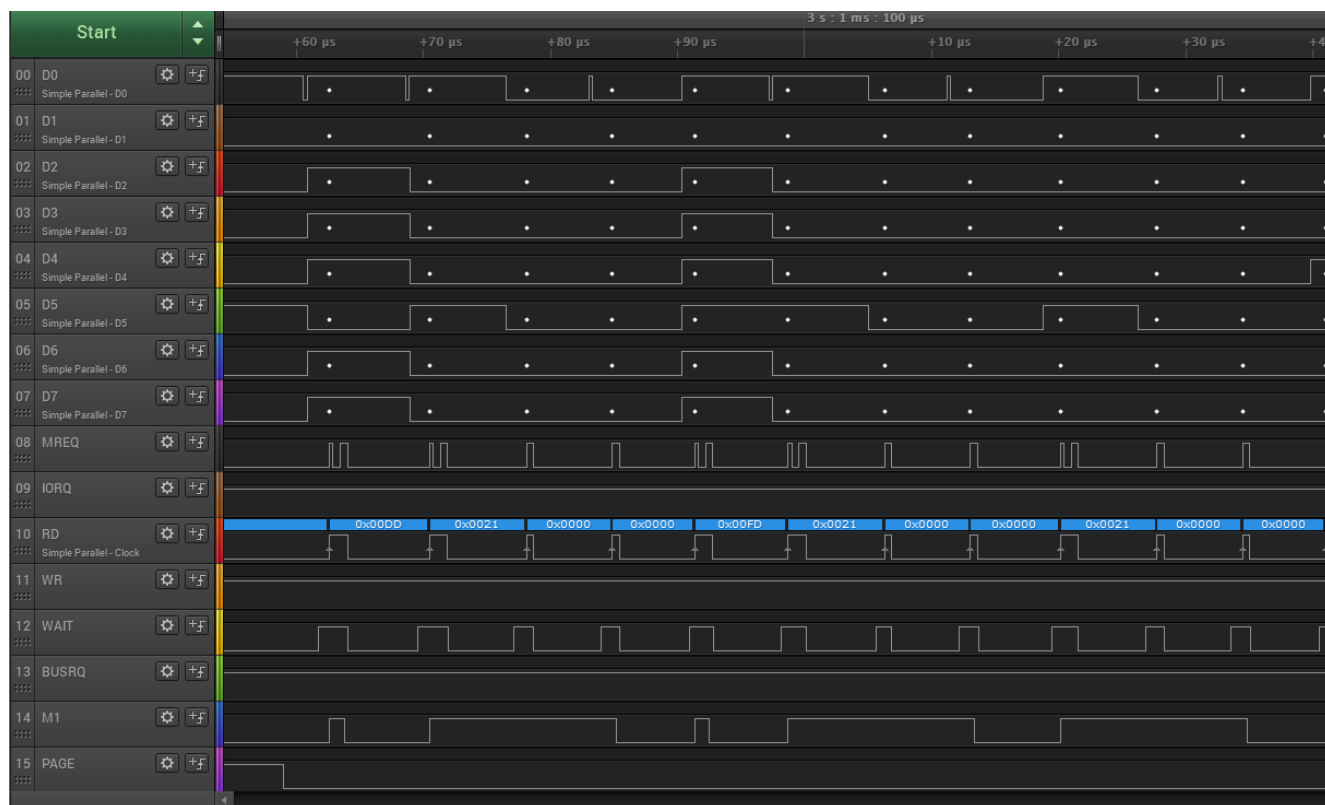 Start
3 s : 1 ms : 100 µs
+60 µs +70 µs +80 µs +90 µs +10 µs +20 µs +30 µs +4
00 D0
Simple Parallel - D0
01 D1
Simple Parallel - D1
02 D2
Simple Parallel - D2
03 D3
Simple Parallel - D3
04 D4
Simple Parallel - D4
05 D5
Simple Parallel - D5
06 D6
Simple Parallel - D6
07 D7
Simple Parallel - D7
08 MREQ
09 IORQ
0x00DD 0x0021 0x0000 0x0000 0x00FD 0x0021 0x0000 0x0000 0x0021 0x0000 0x0000
10 RD
Simple Parallel - Clock
11 WR
12 WAIT
13 BUSRQ
14 M1
15 PAGE